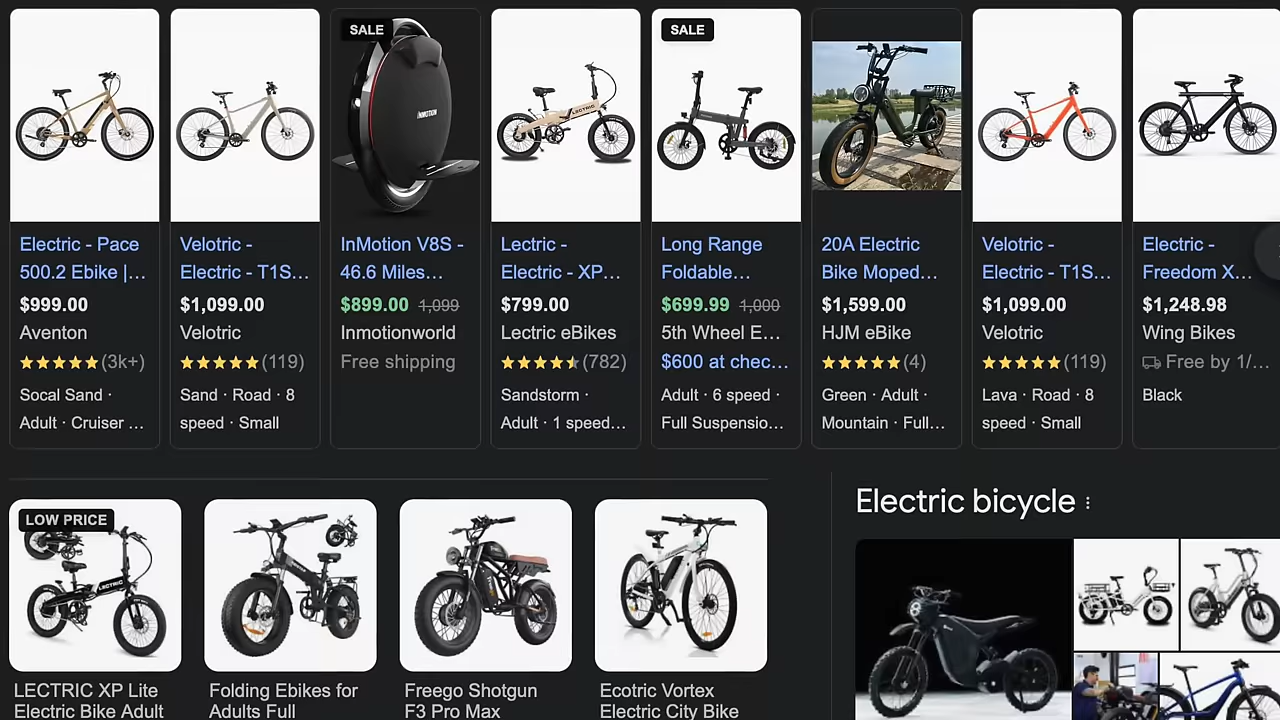 SALE
INMOTION
LECTRIC
SALE
Electric - Pace
500.2 Ebike |...
$999.00
Aventon
(3k+)
Socal Sand ·
Adult · Cruiser ...
Velotric -
Electric - T1S...
$1,099.00
Velotric
(119)
Sand · Road · 8
speed · Small
InMotion V8S -
46.6 Miles...
$899.00 1,099
Inmotionworld
Free shipping
Lectric -
Electric - XP...
$799.00
Lectric eBikes
(782)
Sandstorm ·
Adult · 1 speed...
Long Range
Foldable...
$699.99 1,000
5th Wheel E...
$600 at chec...
Adult · 6 speed ·
Full Suspensio...
20A Electric
Bike Moped...
$1,599.00
HJM eBike
(4)
Green · Adult ·
Mountain · Full...
Velotric -
Electric - T1S...
$1,099.00
Velotric
(119)
Lava · Road · 8
speed · Small
Electric -
Freedom X...
$1,248.98
Wing Bikes
Free by 1/...
Black
LOW PRICE
LECTRIC
LECTRIC XP Lite
Electric Bike Adult
Folding Ebikes for
Adults Full
Freego Shotgun
F3 Pro Max
Ecotric Vortex
Electric City Bike
Electric bicycle